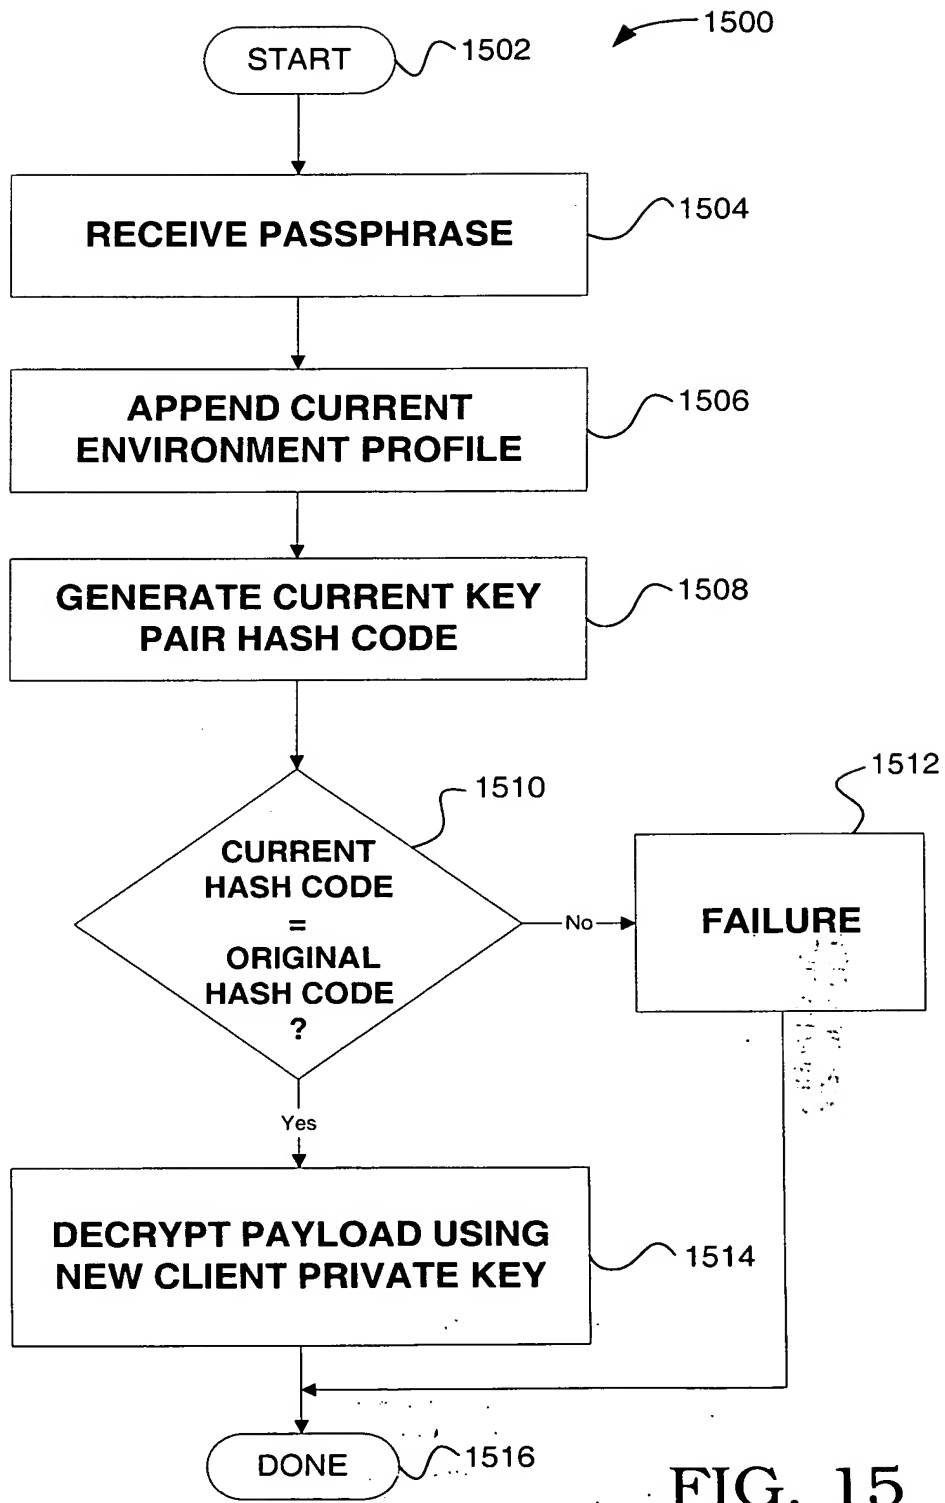 1500
START
1502
RECEIVE PASSPHRASE
1504
APPEND CURRENT
ENVIRONMENT PROFILE
1506
GENERATE CURRENT KEY
PAIR HASH CODE
1508
1510
CURRENT
HASH CODE
=
ORIGINAL
HASH CODE
?
No
1512
FAILURE
Yes
DECRYPT PAYLOAD USING
NEW CLIENT PRIVATE KEY
1514
DONE
1516
FIG. 15